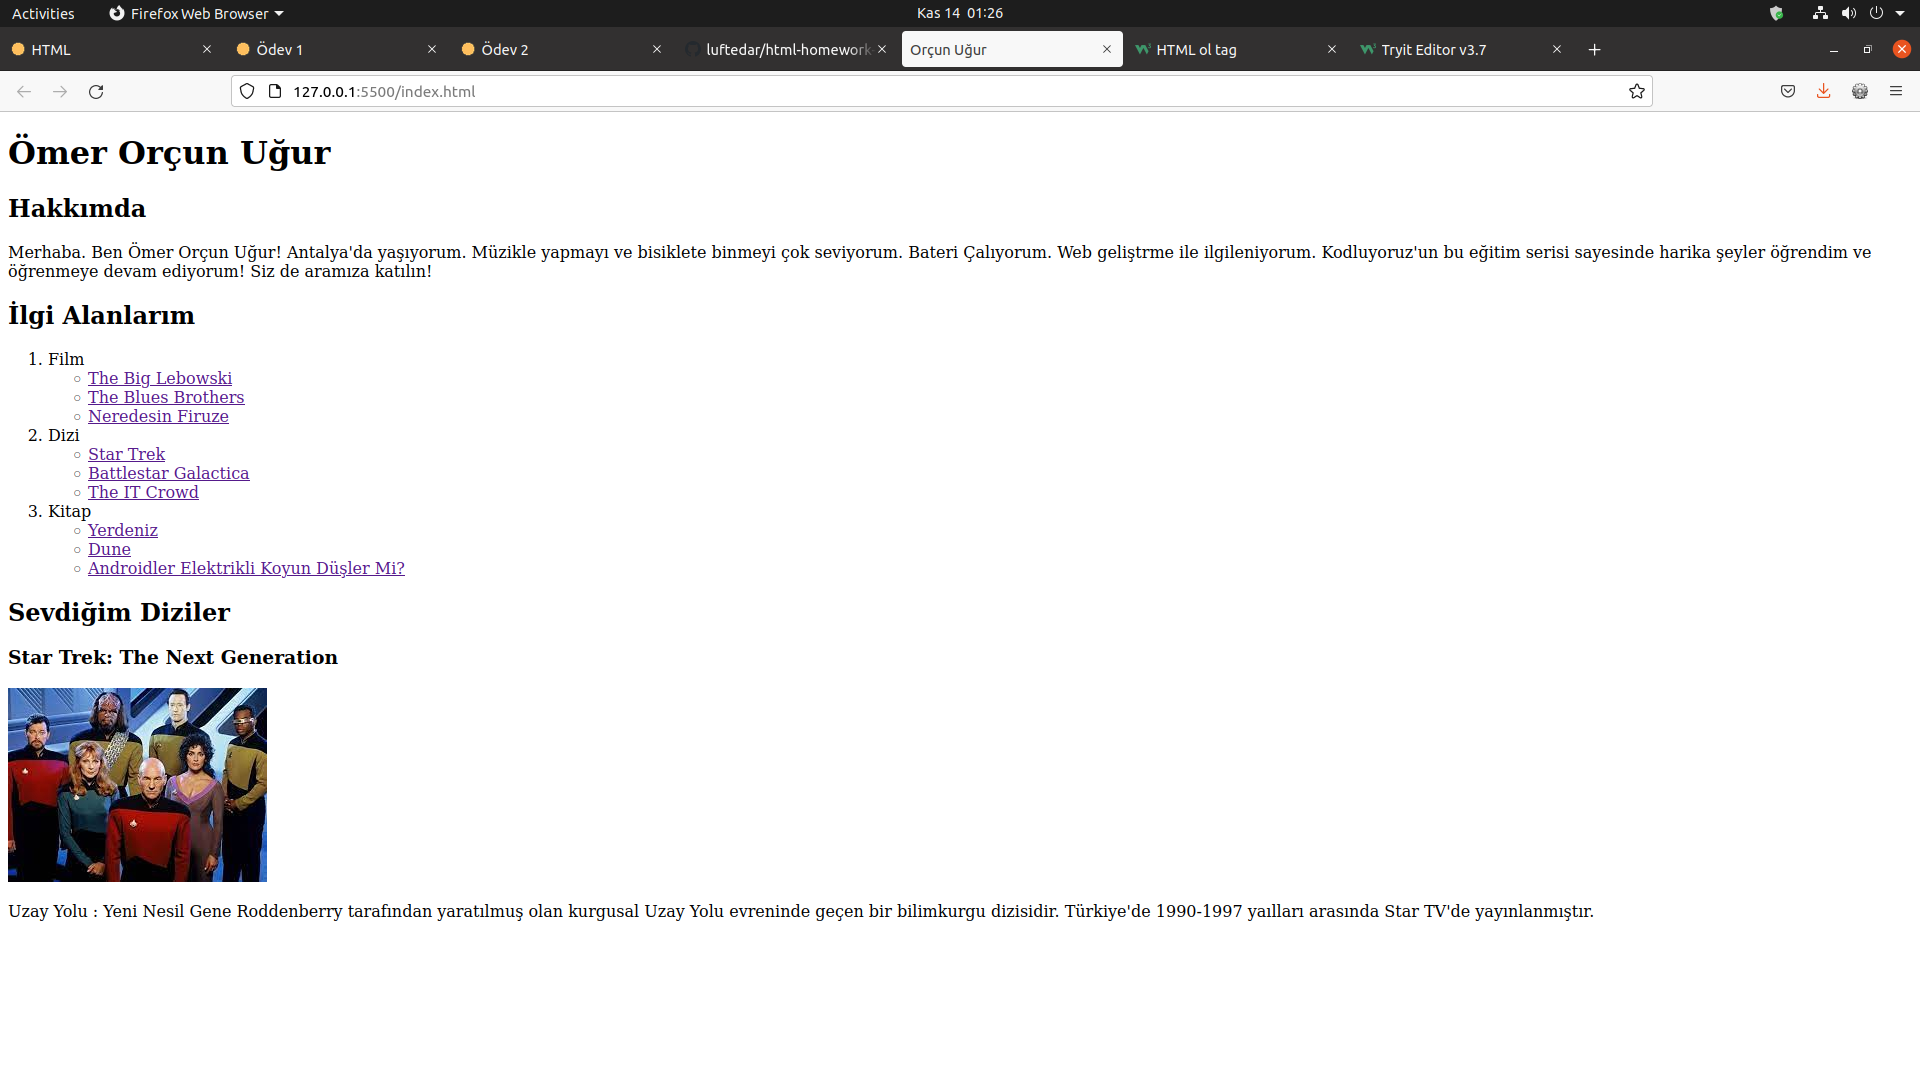 Activities
Firefox Web Browser
Kas 14 01:26
HTML
Ödev 1
Ödev 2
luftedar/html-homework
Orçun Uğur
HTML ol tag
Tryit Editor v3.7
127.0.0.1:5500/index.html
Ömer Orçun Uğur
Hakkımda
Merhaba. Ben Ömer Orçun Uğur! Antalya'da yaşıyorum. Müzikle yapmayı ve bisiklete binmeyi çok seviyorum. Bateri Çalıyorum. Web geliştrme ile ilgileniyorum. Kodluyoruz'un bu eğitim serisi sayesinde harika şeyler öğrendim ve
öğrenmeye devam ediyorum! Siz de aramıza katılın!
İlgi Alanlarım
1. Film
The Big Lebowski
The Blues Brothers
Neredesin Firuze
2. Dizi
Star Trek
Battlestar Galactica
The IT Crowd
3. Kitap
Yerdeniz
Dune
Androidler Elektrikli Koyun Düşler Mi?
Sevdiğim Diziler
Star Trek: The Next Generation
Uzay Yolu : Yeni Nesil Gene Roddenberry tarafından yaratılmış olan kurgusal Uzay Yolu evreninde geçen bir bilimkurgu dizisidir. Türkiye'de 1990-1997 yaılları arasında Star TV'de yayınlanmıştır.